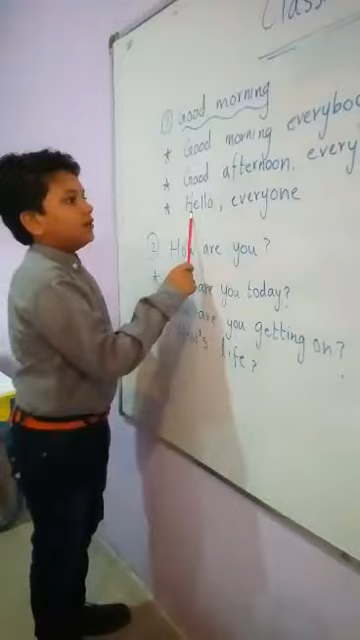 Class
① Good morning
* Good morning everybo
* Good afternoon, every
* Hello, everyone
② How are you?
* are you today?
are you getting on?
life?